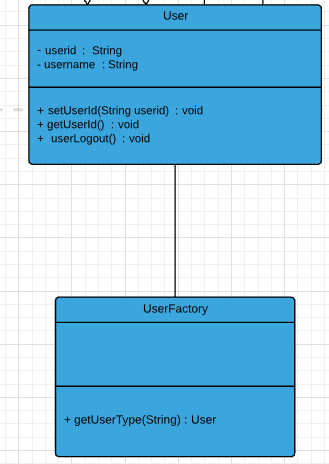 User
- userid : String
- username : String
+ setUserId(String userid) : void
+ getUserId() : void
+ userLogout() : void
UserFactory
+ getUserType(String) : User